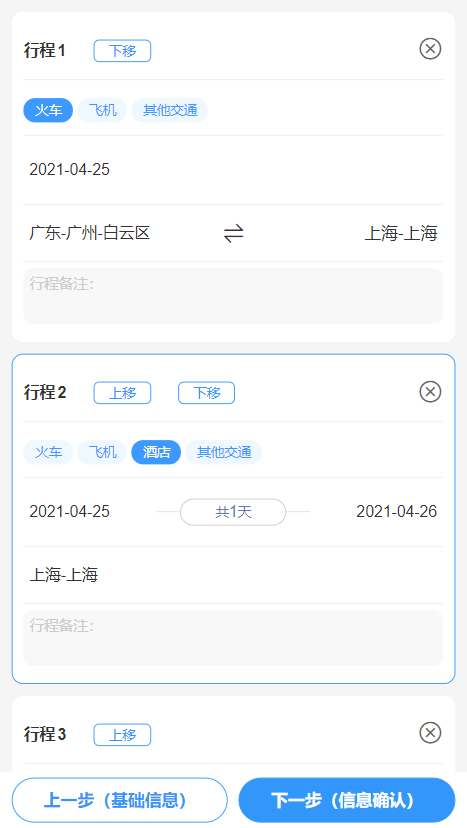 行程1 下移
火车 飞机 其他交通
2021-04-25
广东-广州-白云区 上海-上海
行程备注:
行程2 上移 下移
火车 飞机 酒店 其他交通
2021-04-25 共1天 2021-04-26
上海-上海
行程备注:
行程3 上移
上一步（基础信息） 下一步（信息确认）